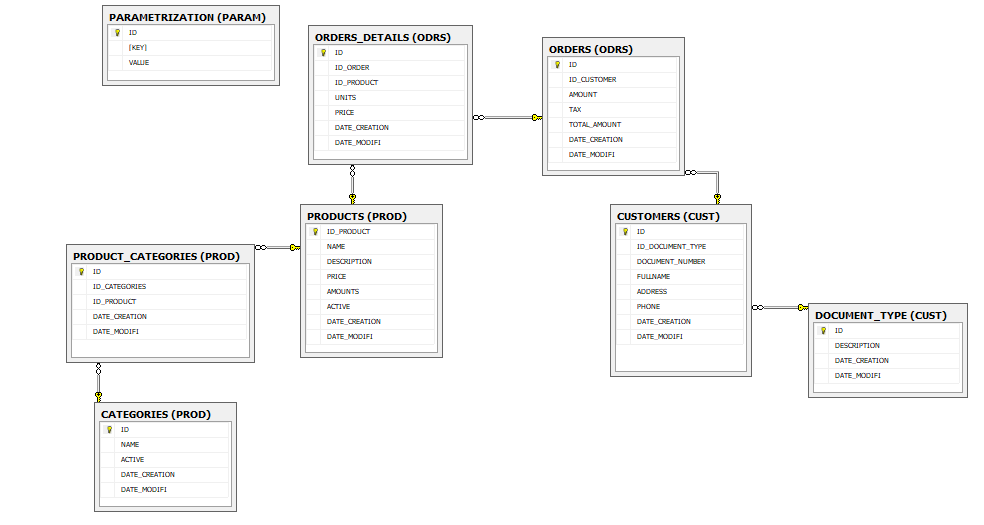 PARAMETRIZATION (PARAM)
ID
[KEY]
VALUE
ORDERS_DETAILS (ODRS)
ID
ID_ORDER
ID_PRODUCT
UNITS
PRICE
DATE_CREATION
DATE_MODIFI
ORDERS (ODRS)
ID
ID_CUSTOMER
AMOUNT
TAX
TOTAL_AMOUNT
DATE_CREATION
DATE_MODIFI
PRODUCTS (PROD)
ID_PRODUCT
NAME
DESCRIPTION
PRICE
AMOUNTS
ACTIVE
DATE_CREATION
DATE_MODIFI
CUSTOMERS (CUST)
ID
ID_DOCUMENT_TYPE
DOCUMENT_NUMBER
FULLNAME
ADDRESS
PHONE
DATE_CREATION
DATE_MODIFI
PRODUCT_CATEGORIES (PROD)
ID
ID_CATEGORIES
ID_PRODUCT
DATE_CREATION
DATE_MODIFI
DOCUMENT_TYPE (CUST)
ID
DESCRIPTION
DATE_CREATION
DATE_MODIFI
CATEGORIES (PROD)
ID
NAME
ACTIVE
DATE_CREATION
DATE_MODIFI